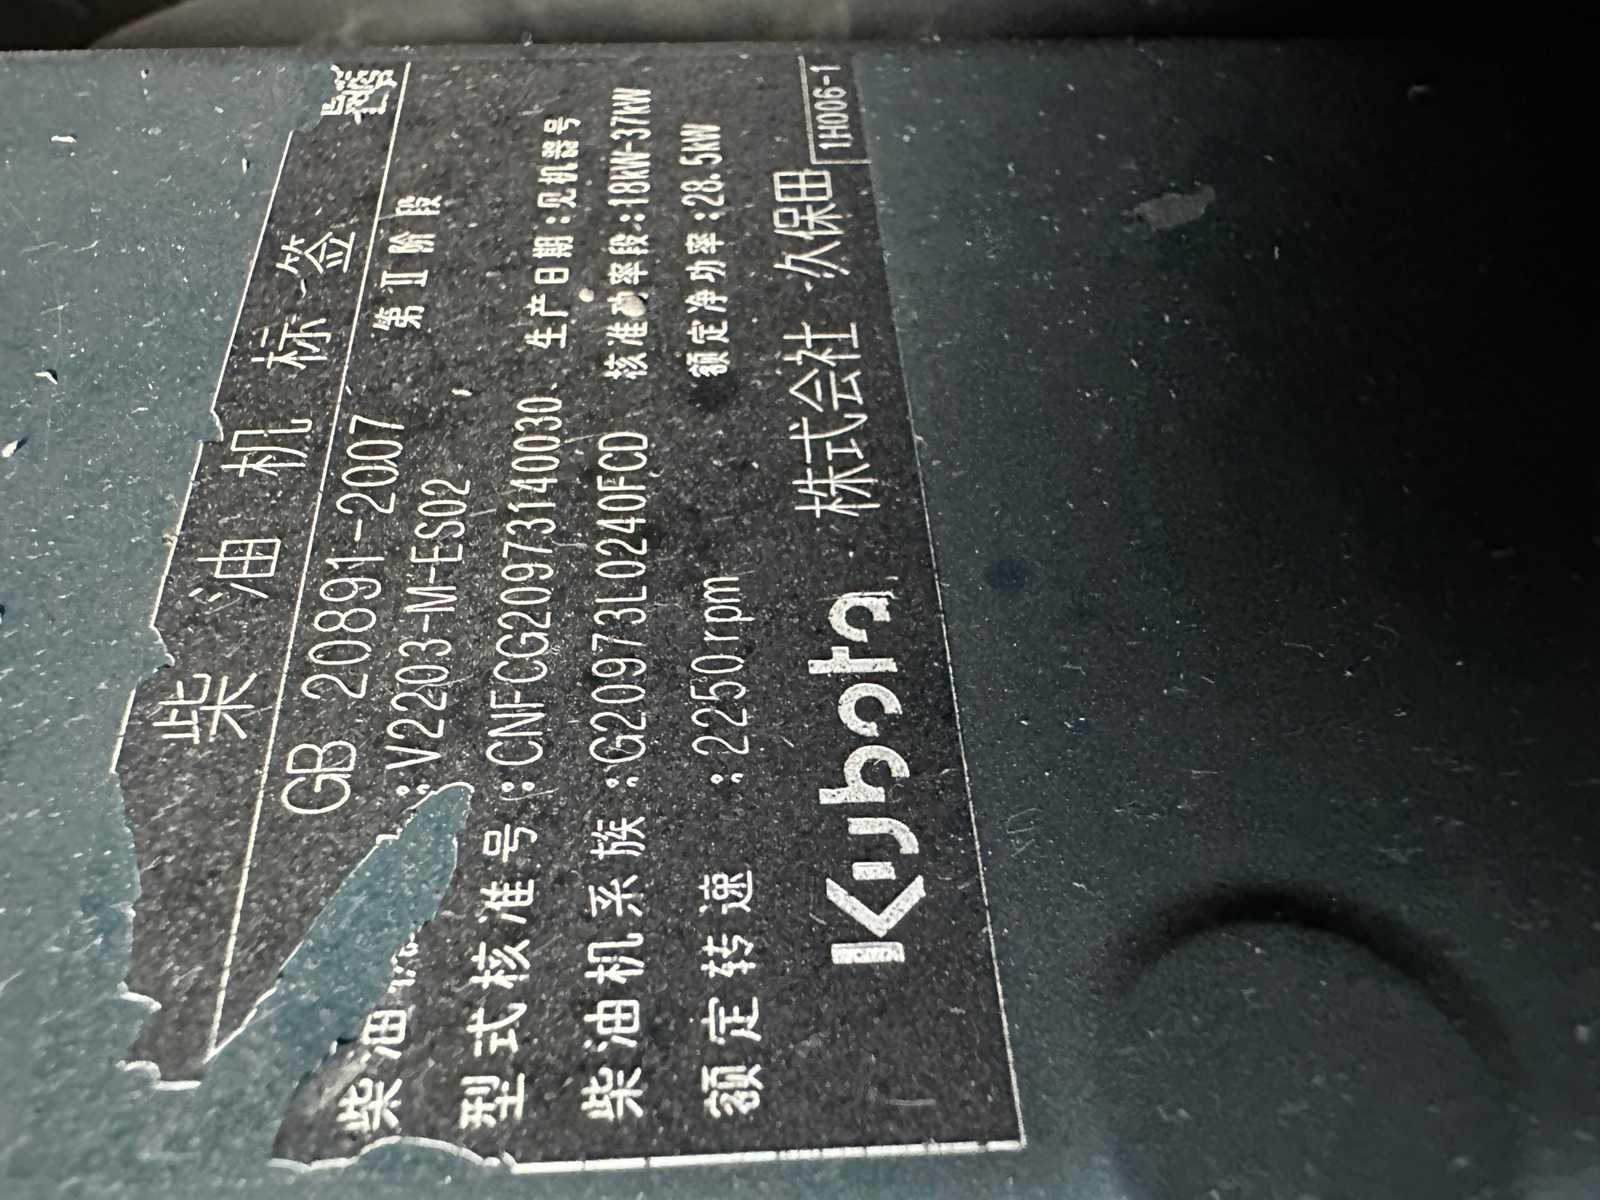 柴油机标签
GB 20891-2007 第Ⅱ阶段
柴油 :V2203-M-ES02
型式核准号:CNFCG20973140030 生产日期:见机器号
柴油机系族:G20973L0240FCD 核准功率段:18kW-37kW
额定转速:2250rpm 额定净功率:28.5kW
Kubota 株式会社 久保田
1H006-1